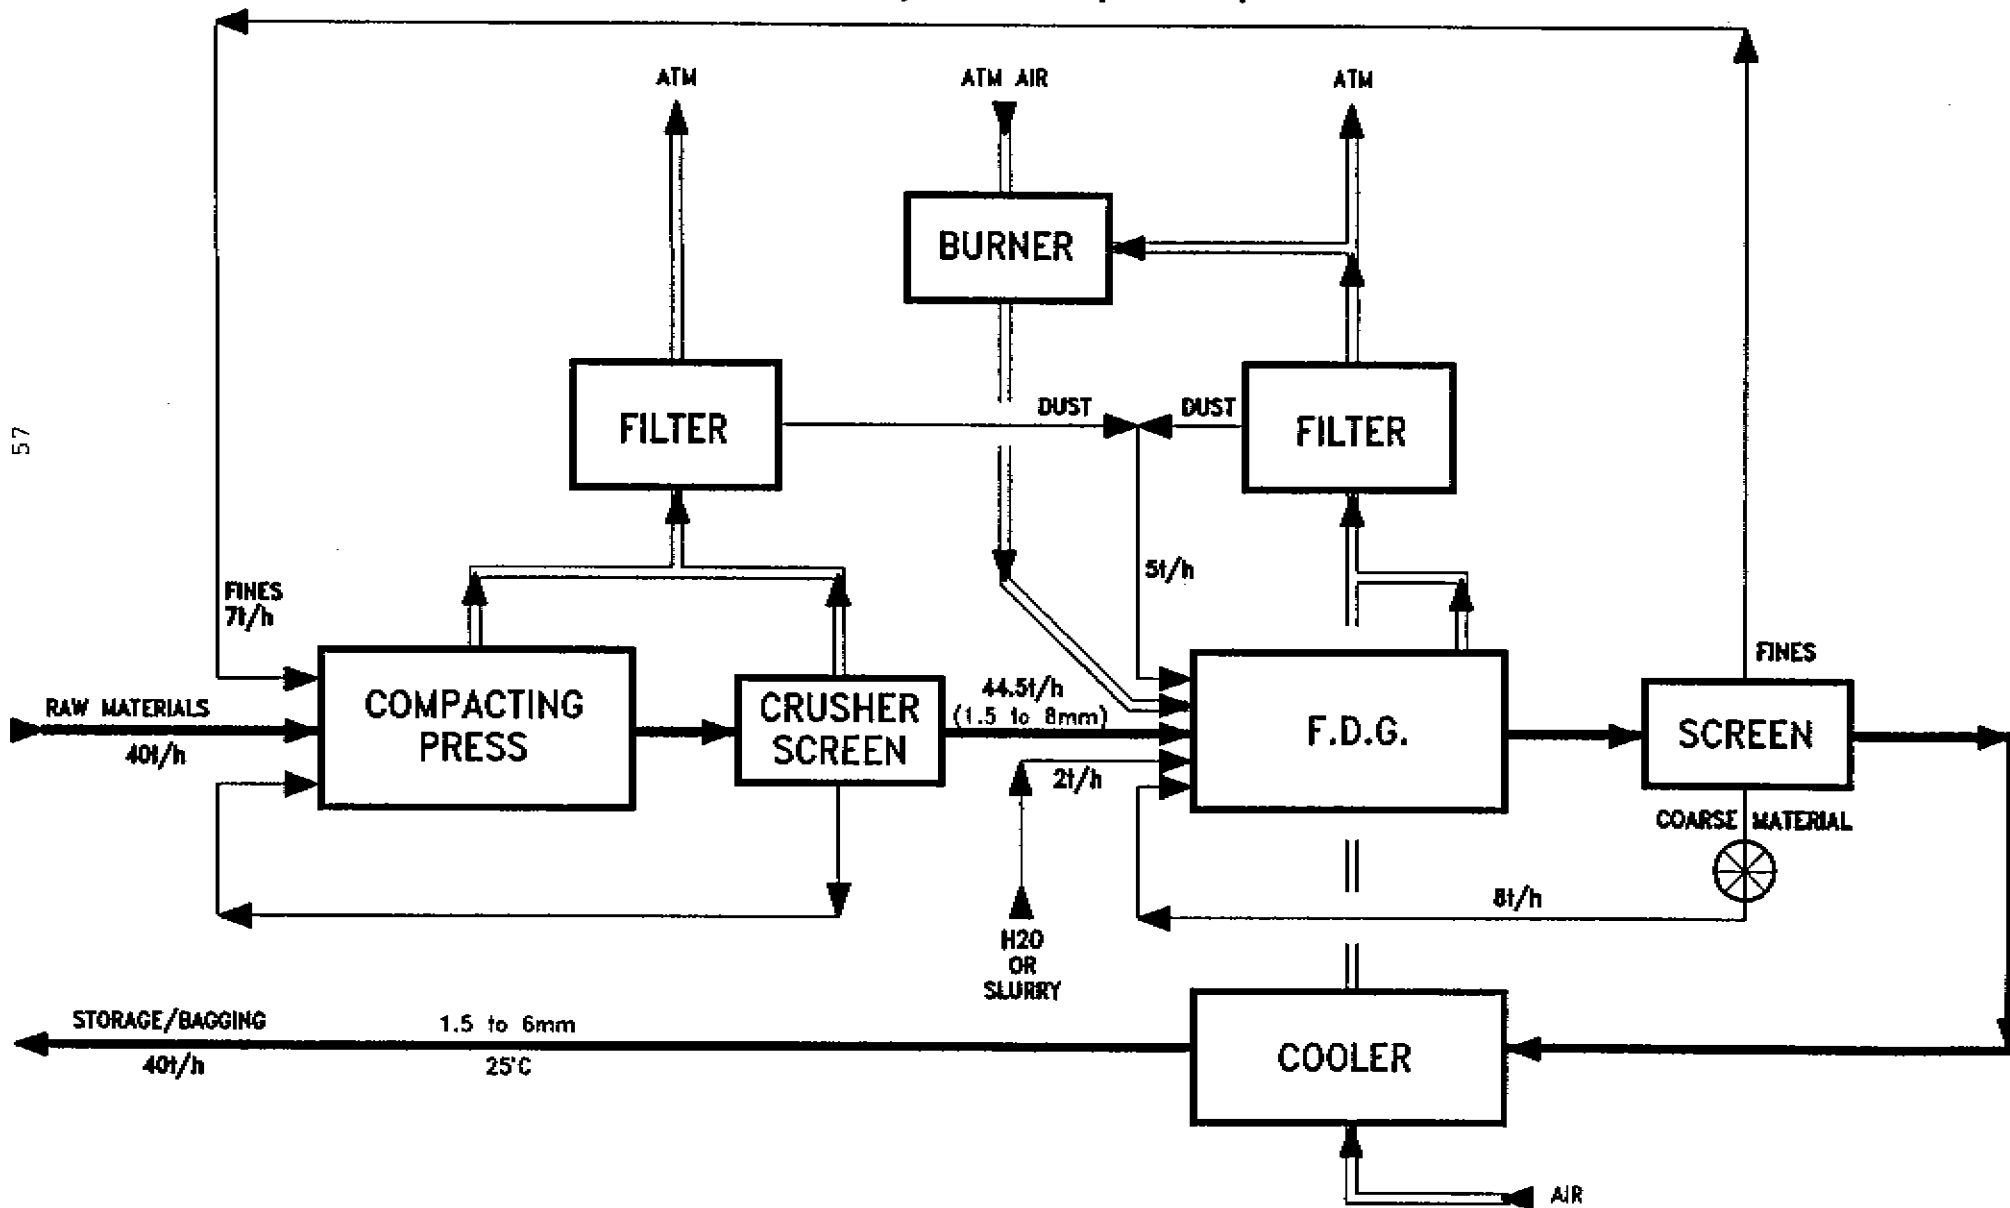 ATM
ATM AIR
ATM
BURNER
FILTER
DUST
DUST
FILTER
57
5t/h
FINES
7t/h
FINES
RAW MATERIALS
40t/h
COMPACTING
PRESS
CRUSHER
SCREEN
44.5t/h
(1.5 to 8mm)
2t/h
F.D.G.
SCREEN
COARSE MATERIAL
8t/h
H2O
OR
SLURRY
STORAGE/BAGGING
40t/h
1.5 to 6mm
25°C
COOLER
AIR